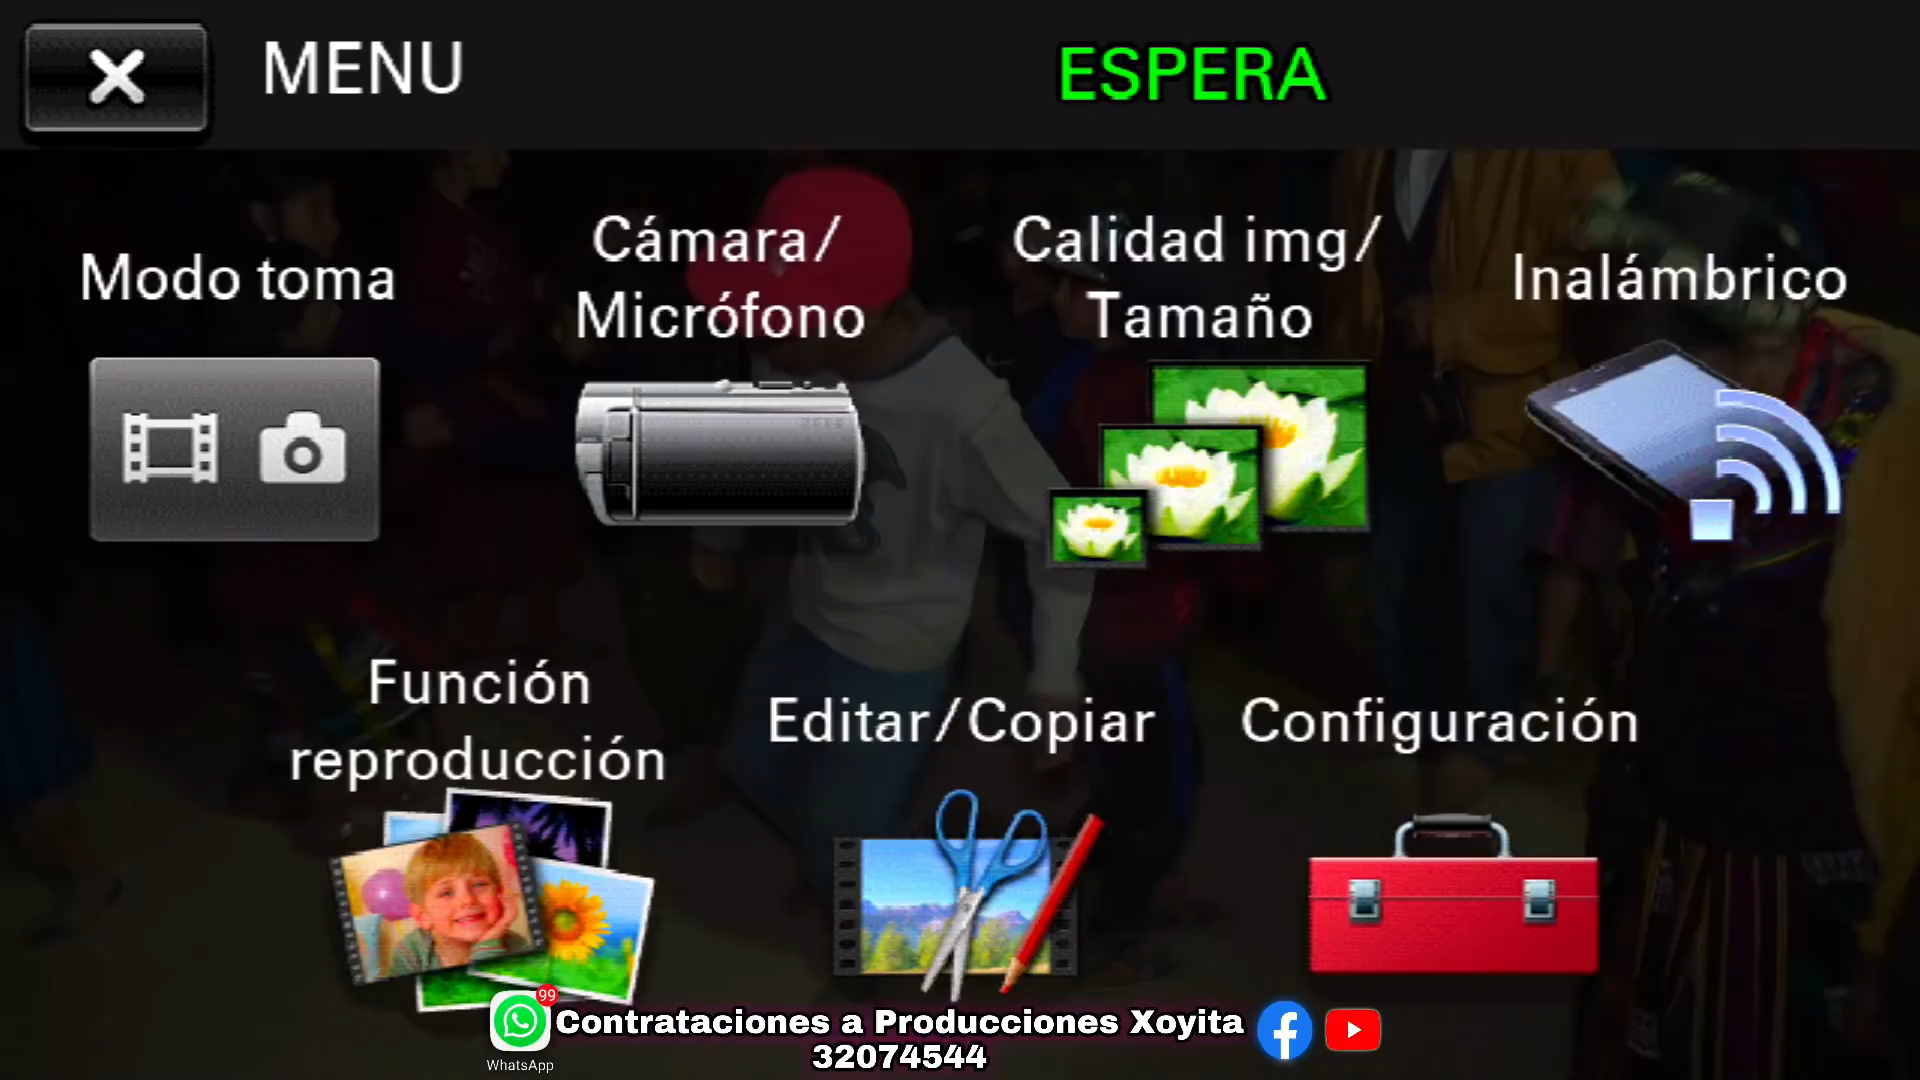 MENU
ESPERA
Modo toma
Cámara/
Micrófono
Calidad img/
Tamaño
Inalámbrico
Función
reproducción
Editar/Copiar
Configuración
99
WhatsApp
Contrataciones a Producciones Xoyita
32074544